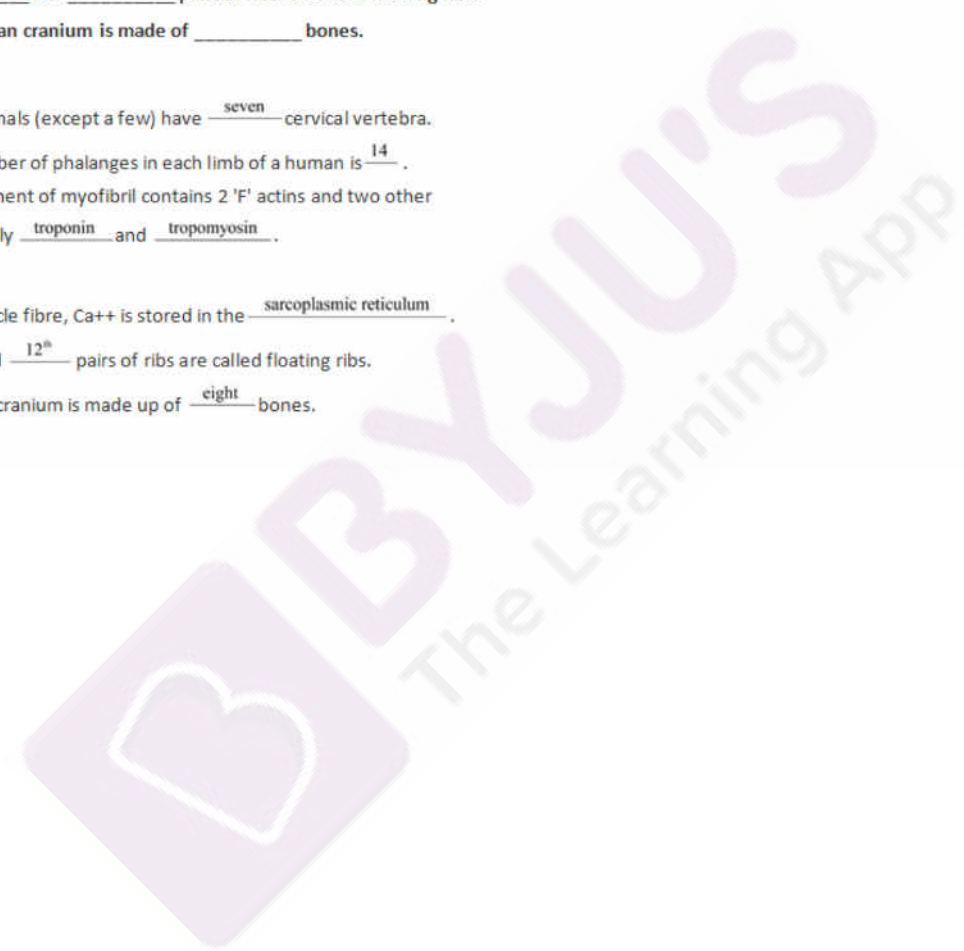 an cranium is made of __________ bones.
nals (except a few) have seven cervical vertebra.
ber of phalanges in each limb of a human is 14 .
nent of myofibril contains 2 'F' actins and two other
ly troponin and tropomyosin .
cle fibre, Ca++ is stored in the sarcoplasmic reticulum .
12th pairs of ribs are called floating ribs.
cranium is made up of eight bones.
BYJU'S
The Learning App